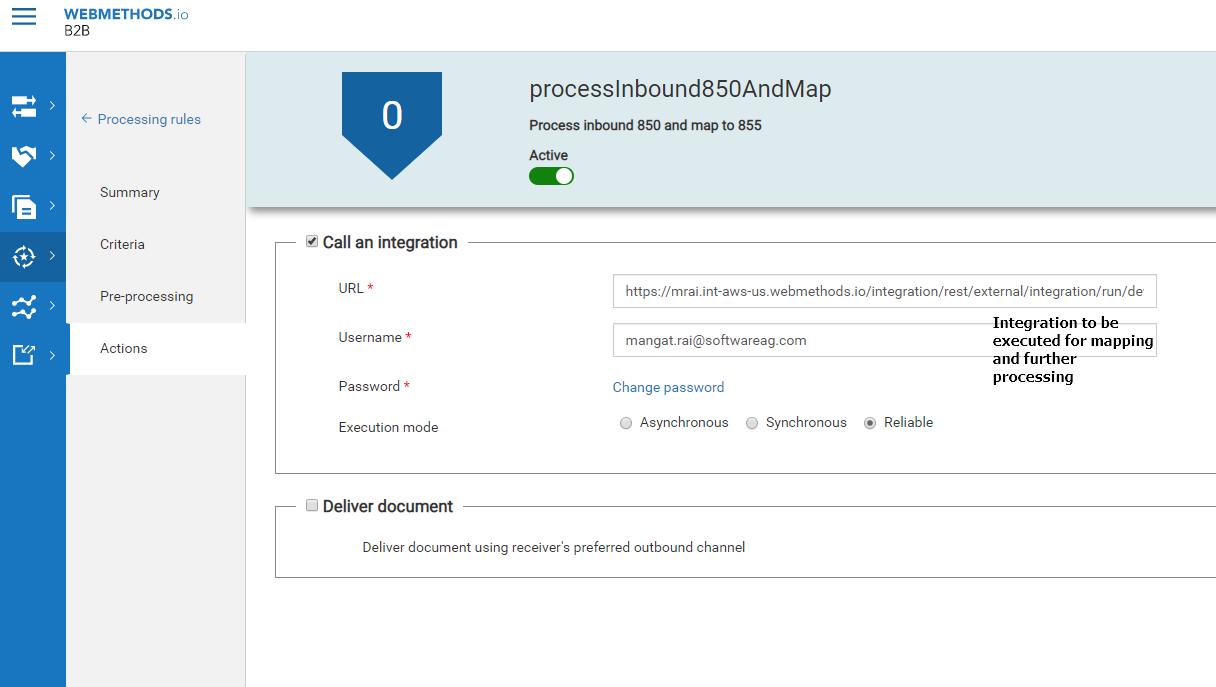 WEBMETHODS.io
B2B
← Processing rules
Summary
Criteria
Pre-processing
Actions
0
processInbound850AndMap
Process inbound 850 and map to 855
Active
Call an integration
URL *
https://mrai.int-aws-us.webmethods.io/integration/rest/external/integration/run/de
Username *
mangat.rai@softwareag.com
Integration to be
executed for mapping
and further
processing
Password *
Change password
Execution mode
Asynchronous Synchronous Reliable
Deliver document
Deliver document using receiver's preferred outbound channel